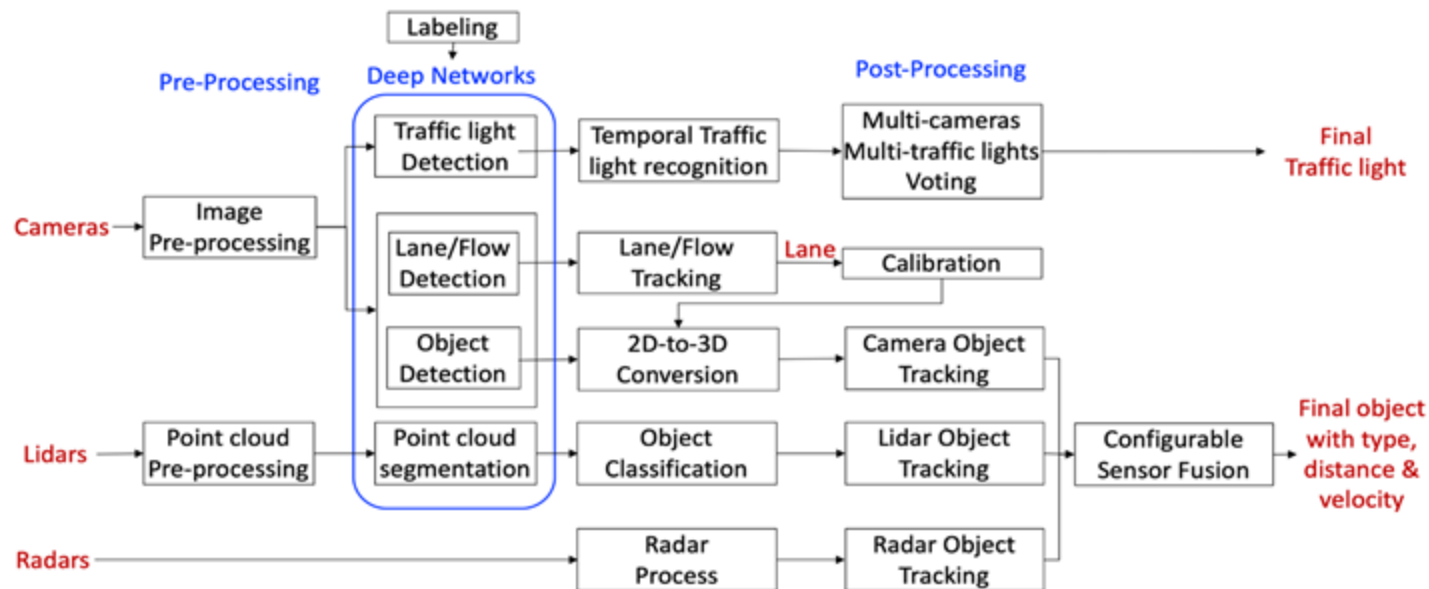 Labeling
Pre-Processing
Deep Networks
Post-Processing
Traffic light
Detection
Temporal Traffic
light recognition
Multi-cameras
Multi-traffic lights
Voting
Final
Traffic light
Cameras
Image
Pre-processing
Lane/Flow
Detection
Lane/Flow
Tracking
Lane
Calibration
Object
Detection
2D-to-3D
Conversion
Camera Object
Tracking
Lidars
Point cloud
Pre-processing
Point cloud
segmentation
Object
Classification
Lidar Object
Tracking
Configurable
Sensor Fusion
Final object
with type,
distance &
velocity
Radars
Radar
Process
Radar Object
Tracking